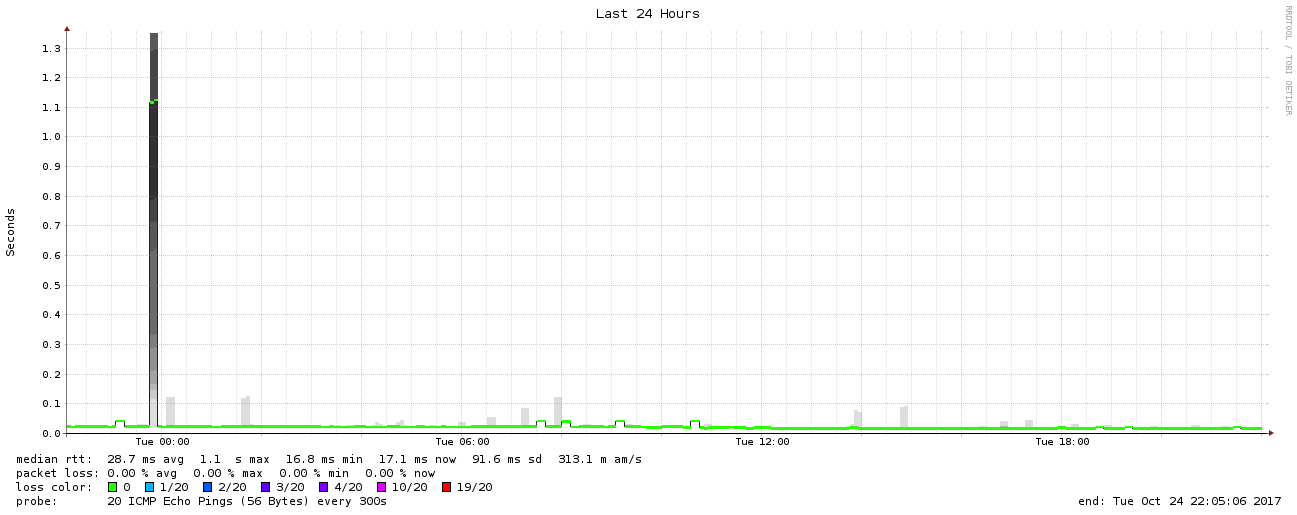 Last 24 Hours
RRDTOOL / TOBI OETIKER
Seconds
1.3
1.2
1.1
1.0
0.9
0.8
0.7
0.6
0.5
0.4
0.3
0.2
0.1
0.0
Tue 00:00 Tue 06:00 Tue 12:00 Tue 18:00
median rtt: 28.7 ms avg 1.1 s max 16.8 ms min 17.1 ms now 91.6 ms sd 313.1 m am/s
packet loss: 0.00 % avg 0.00 % max 0.00 % min 0.00 % now
loss color: 0 1/20 2/20 3/20 4/20 10/20 19/20
probe: 20 ICMP Echo Pings (56 Bytes) every 300s end: Tue Oct 24 22:05:06 2017